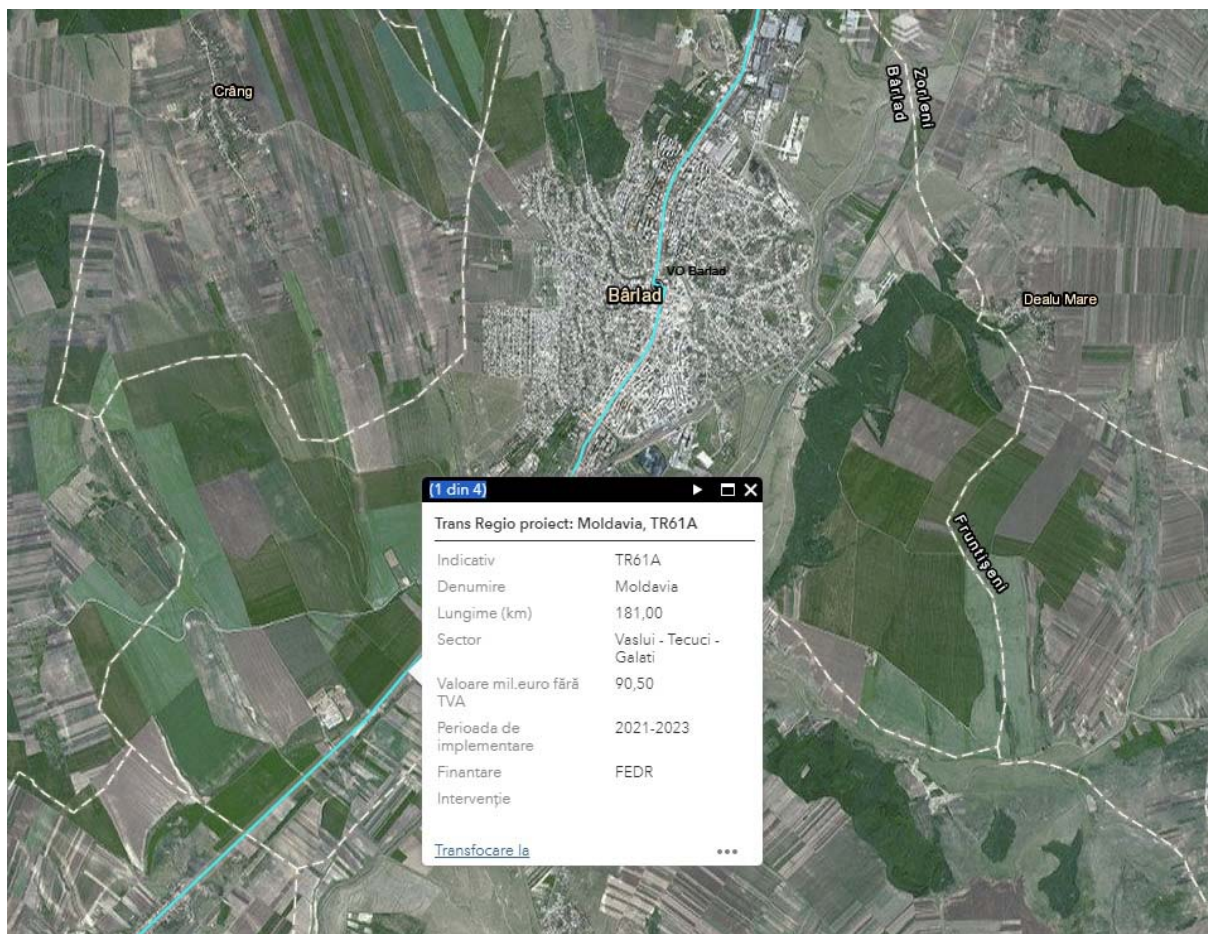 Crâng
Zorleni
Bârlad
VO Barlad
Bârlad
Dealu Mare
(1 din 4)
Trans Regio proiect: Moldavia, TR61A
Indicativ TR61A
Denumire Moldavia
Lungime (km) 181,00
Sector Vaslui - Tecuci -
Galati
Valoare mil.euro fără 90,50
TVA
Perioada de 2021-2023
implementare
Finantare FEDR
Intervenție
Transfocare la
Fruntișeni